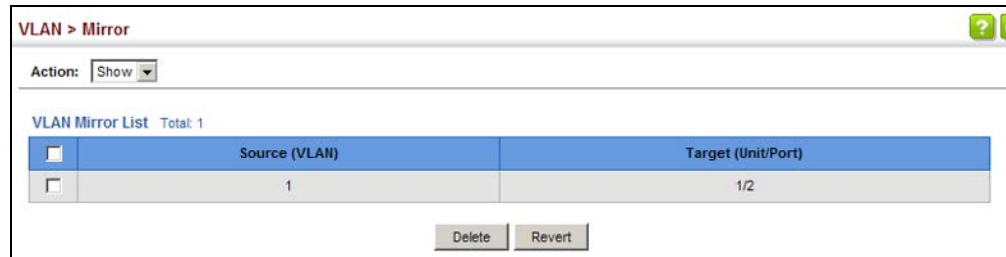 VLAN > Mirror
?
Action: Show
VLAN Mirror List Total: 1
Source (VLAN) Target (Unit/Port)
1 1/2
Delete Revert